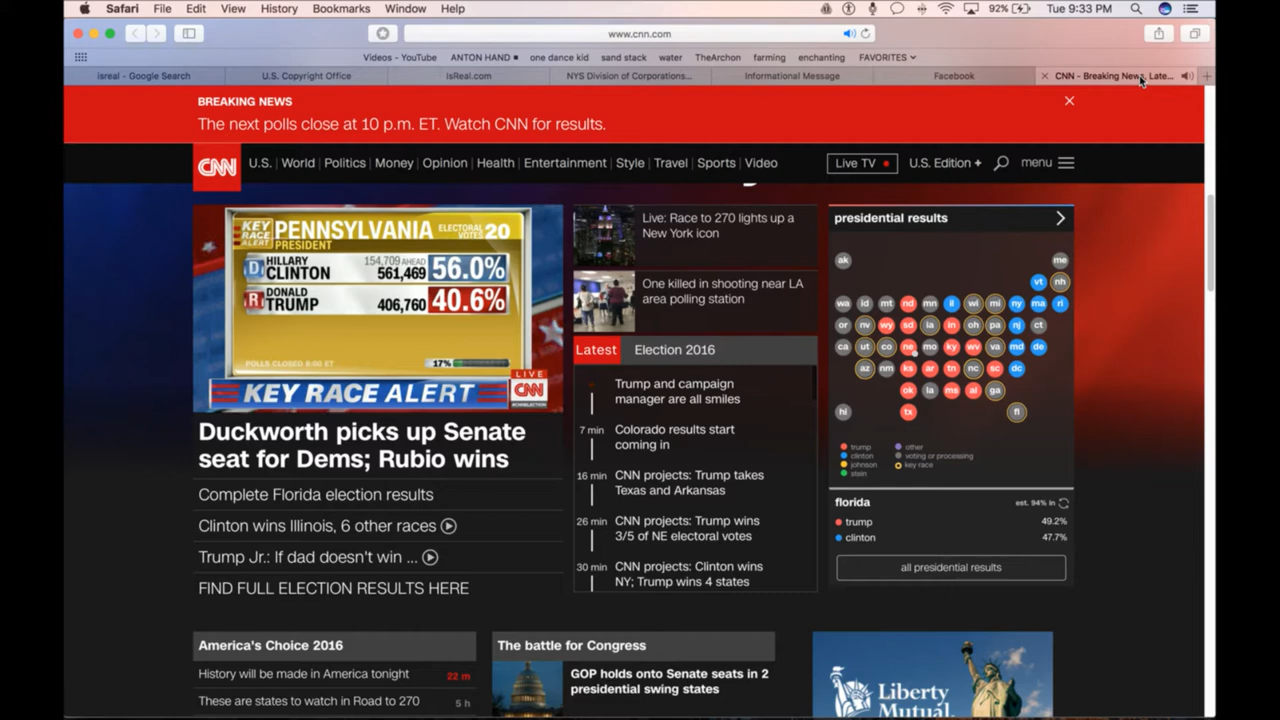 Safari File Edit View History Bookmarks Window Help
92% Tue 9:33 PM
www.cnn.com
Videos - YouTube ANTON HAND one dance kid sand stack water TheArchon farming enchanting FAVORITES
isreal - Google Search U.S. Copyright Office IsReal.com NYS Division of Corporations... Informational Message Facebook CNN - Breaking News, Late...
BREAKING NEWS
The next polls close at 10 p.m. ET. Watch CNN for results.
CNN U.S. World Politics Money Opinion Health Entertainment Style Travel Sports Video Live TV U.S. Edition + menu
KEY RACE ALERT
PENNSYLVANIA
PRESIDENT
ELECTORAL VOTES 20
D HILLARY CLINTON 154,709 AHEAD 561,469 56.0%
R DONALD TRUMP 406,760 40.6%
POLLS CLOSED 8:00 ET 17%
LIVE
CNN
KEY RACE ALERT
Duckworth picks up Senate
seat for Dems; Rubio wins
Complete Florida election results
Clinton wins Illinois, 6 other races
Trump Jr.: If dad doesn't win ...
FIND FULL ELECTION RESULTS HERE
Live: Race to 270 lights up a
New York icon
One killed in shooting near LA
area polling station
Latest Election 2016
Trump and campaign
manager are all smiles
7 min Colorado results start
coming in
16 min CNN projects: Trump takes
Texas and Arkansas
26 min CNN projects: Trump wins
3/5 of NE electoral votes
30 min CNN projects: Clinton wins
NY; Trump wins 4 states
presidential results
ak me
vt nh
wa id mt nd mn il wi mi ny ma ri
or nv wy sd ia in oh pa nj ct
ca ut co ne mo ky wv va md de
az nm ks ar tn nc sc dc
ok la ms al ga
hi tx fl
trump other
clinton voting or processing
johnson key race
stein
florida est. 94% in
trump 49.2%
clinton 47.7%
all presidential results
America's Choice 2016
History will be made in America tonight 22 m
These are states to watch in Road to 270 5 h
The battle for Congress
GOP holds onto Senate seats in 2
presidential swing states
Liberty
Mutual.